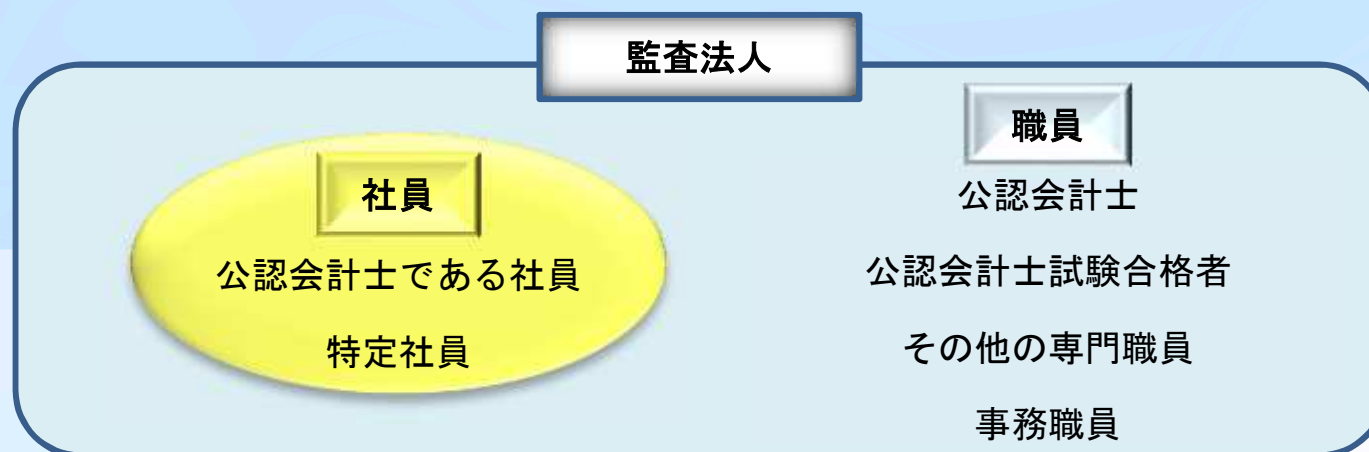 監査法人
社員
公認会計士である社員
特定社員
職員
公認会計士
公認会計士試験合格者
その他の専門職員
事務職員